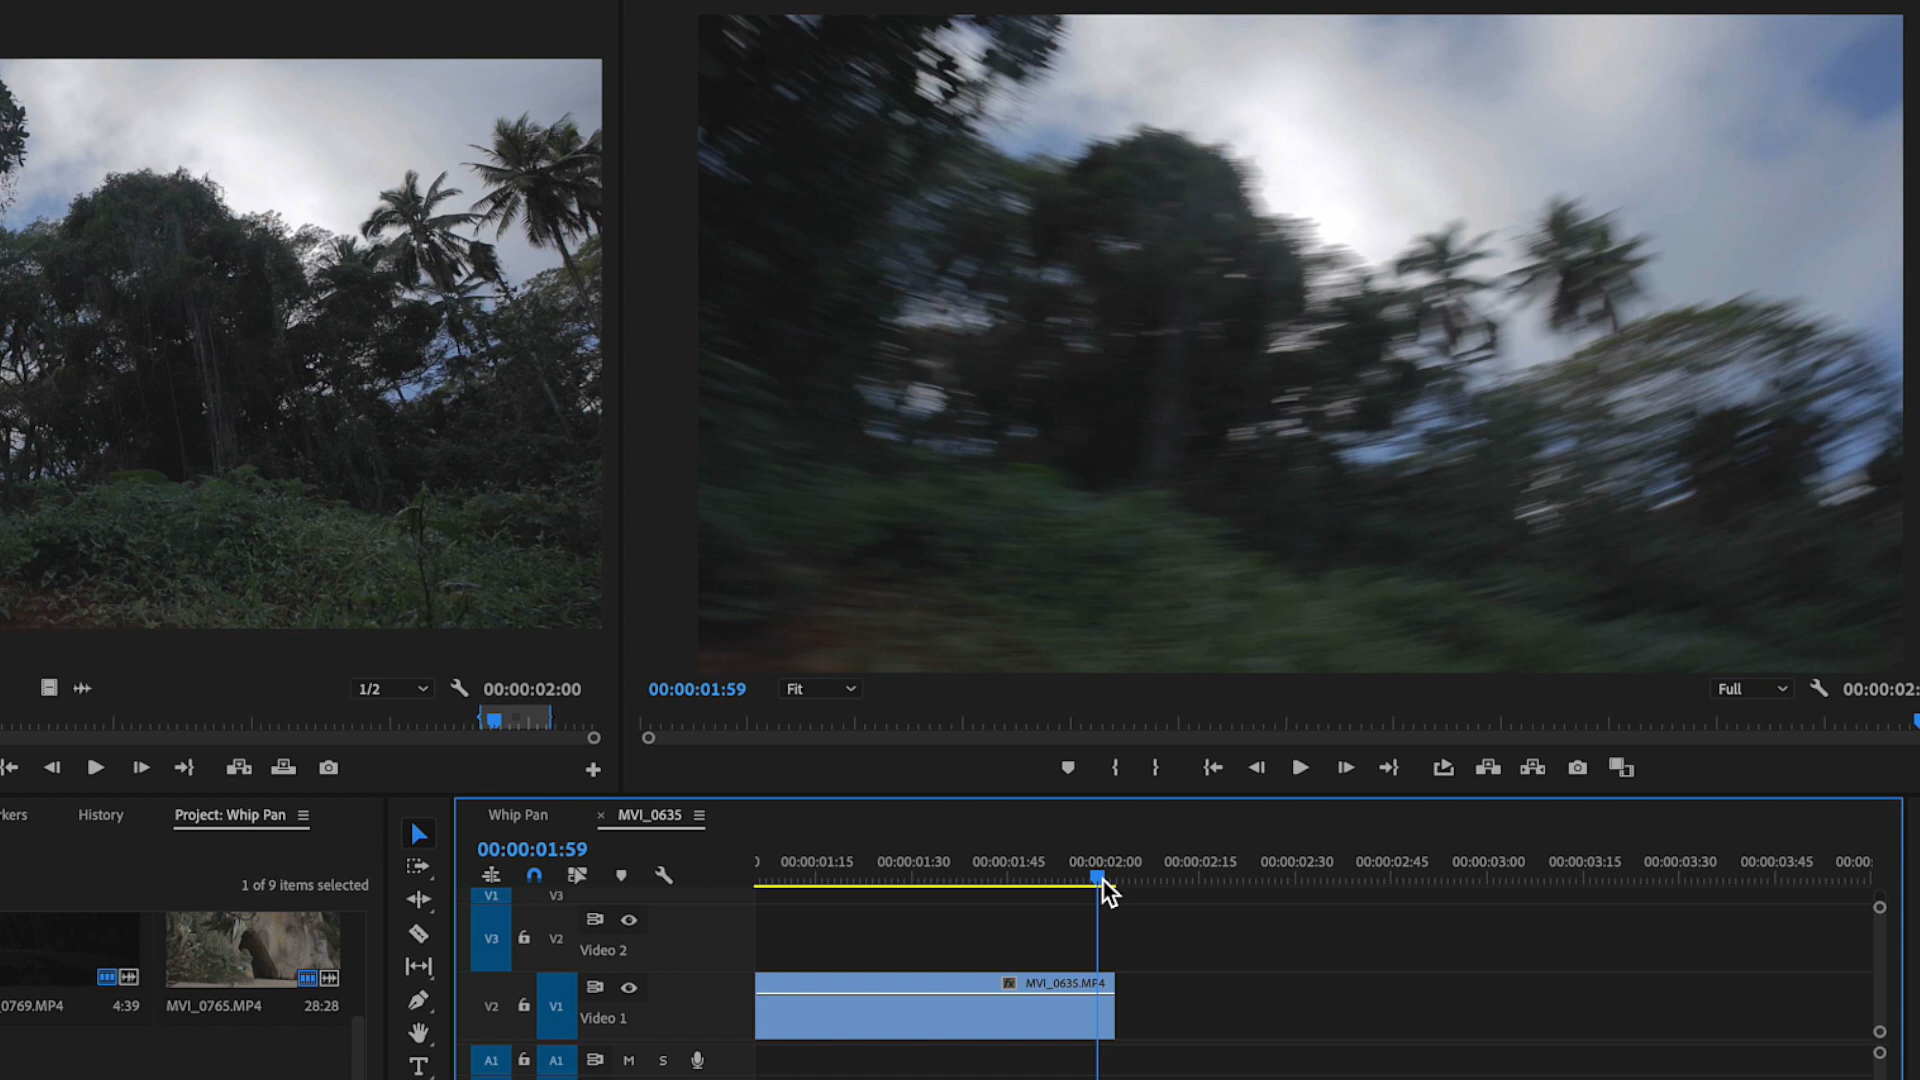 1/2
00:00:02:00
00:00:01:59
Fit
Full
00:00:02:
rkers
History
Project: Whip Pan
1 of 9 items selected
0769.MP4
4:39
MVI_0765.MP4
28:28
Whip Pan
× MVI_0635
00:00:01:59
0
00:00:01:15
00:00:01:30
00:00:01:45
00:00:02:00
00:00:02:15
00:00:02:30
00:00:02:45
00:00:03:00
00:00:03:15
00:00:03:30
00:00:03:45
00:00:
V1
V3
V3
V2
Video 2
fx MVI_0635.MP4
V2
V1
Video 1
A1
A1
M
S
T